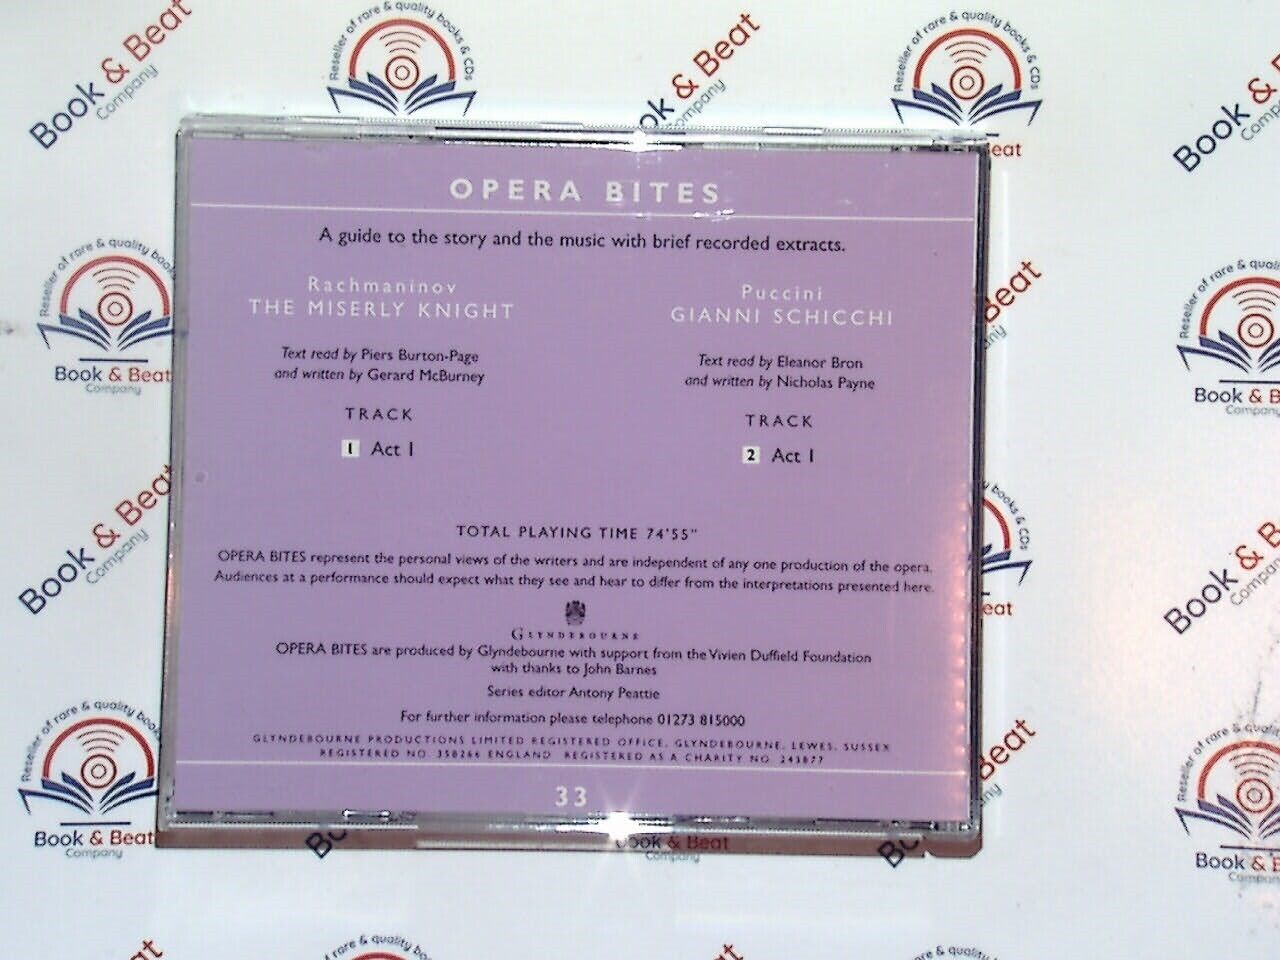 OPERA BITES
A guide to the story and the music with brief recorded extracts.
Rachmaninov
THE MISERLY KNIGHT
Text read by Piers Burton-Page
and written by Gerard McBurney
TRACK
1 Act I
Puccini
GIANNI SCHICCHI
Text read by Eleanor Bron
and written by Nicholas Payne
TRACK
2 Act I
TOTAL PLAYING TIME 74'55"
OPERA BITES represent the personal views of the writers and are independent of any one production of the opera.
Audiences at a performance should expect what they see and hear to differ from the interpretations presented here.
GLYNDEBOURNE
OPERA BITES are produced by Glyndebourne with support from the Vivien Duffield Foundation
with thanks to John Barnes
Series editor Antony Peattie
For further information please telephone 01273 815000
GLYNDEBOURNE PRODUCTIONS LIMITED REGISTERED OFFICE, GLYNDEBOURNE, LEWES, SUSSEX
REGISTERED NO. 358266 ENGLAND REGISTERED AS A CHARITY NO. 243877
33
Book & Beat
Company
Reseller of rare & quality books & CDs
Book & Beat
Company